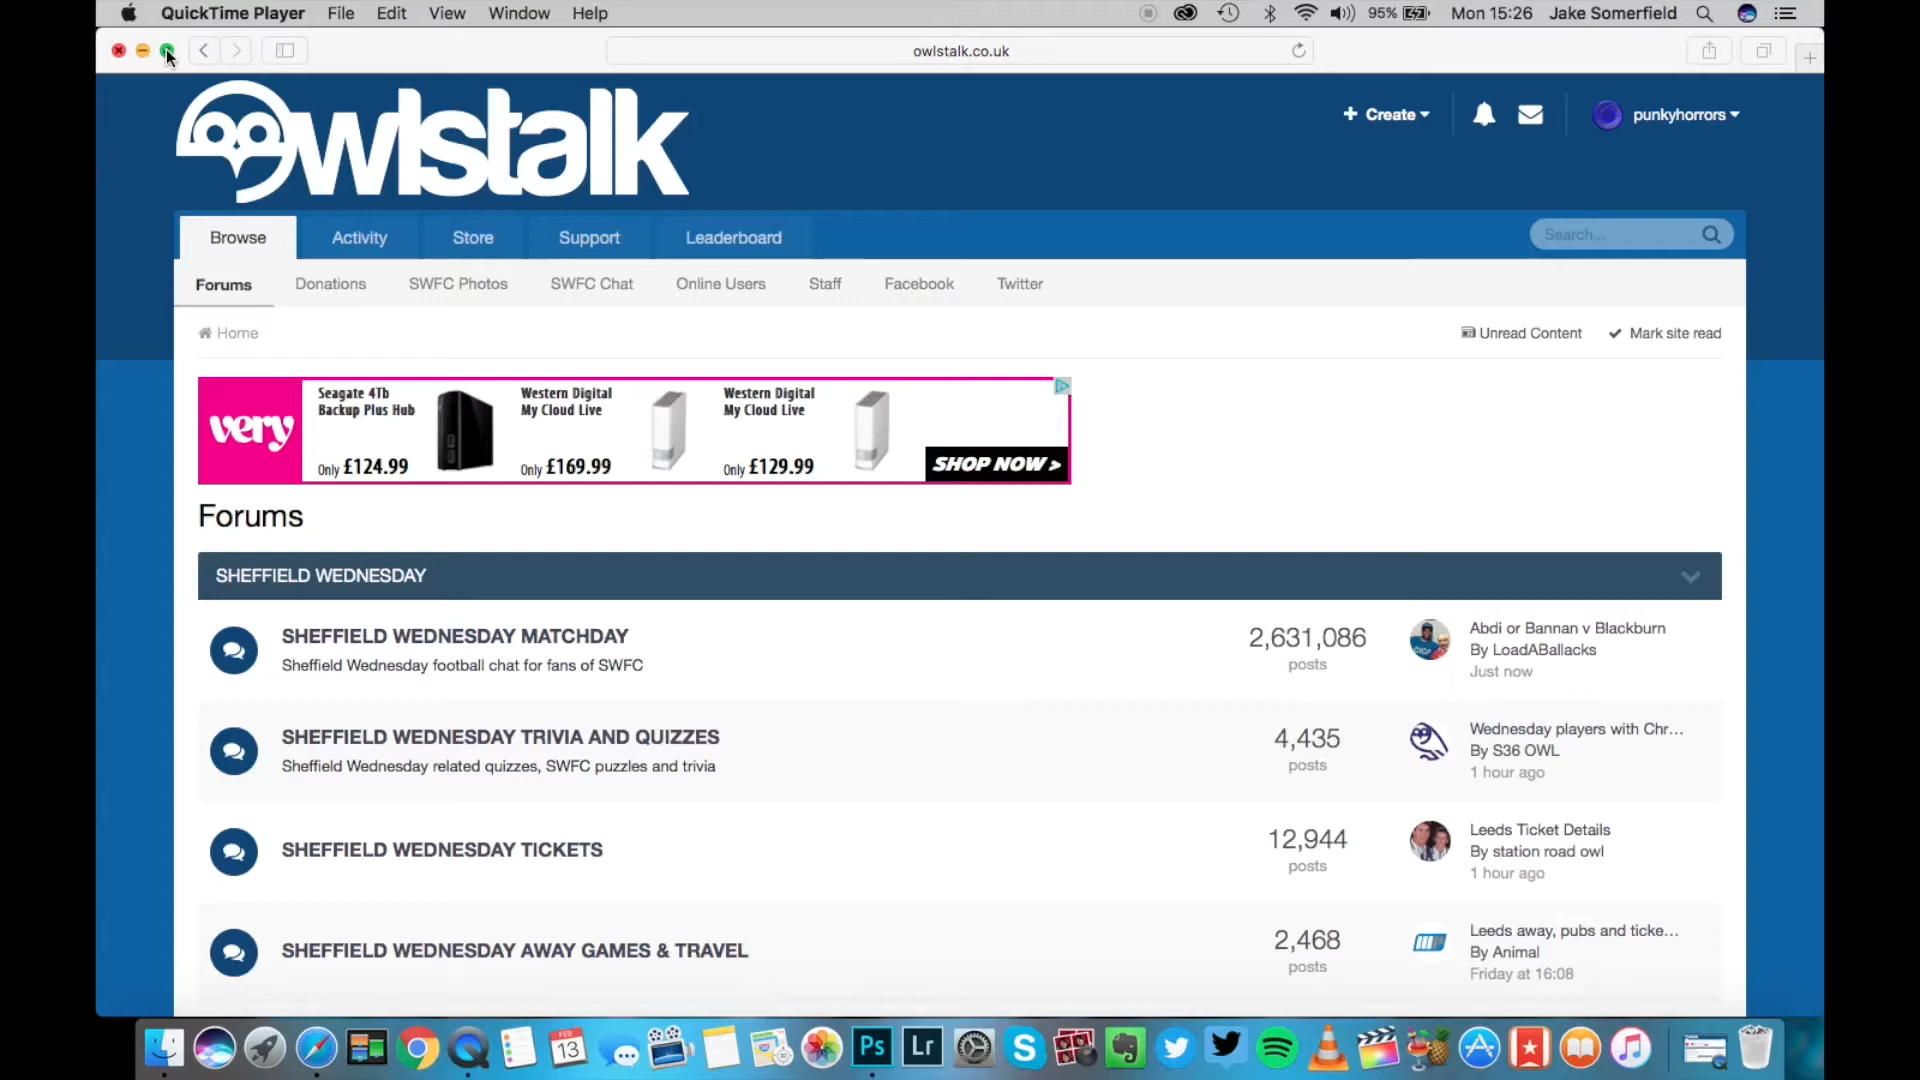 QuickTime Player File Edit View Window Help 95% Mon 15:26 Jake Somerfield
owlstalk.co.uk
owlstalk
+ Create punkyhorrors
Browse Activity Store Support Leaderboard Search...
Forums Donations SWFC Photos SWFC Chat Online Users Staff Facebook Twitter
Home Unread Content Mark site read
very
Seagate 4Tb
Backup Plus Hub
Only £124.99
Western Digital
My Cloud Live
Only £169.99
Western Digital
My Cloud Live
Only £129.99
SHOP NOW >
Forums
SHEFFIELD WEDNESDAY
SHEFFIELD WEDNESDAY MATCHDAY
Sheffield Wednesday football chat for fans of SWFC
2,631,086
posts
Abdi or Bannan v Blackburn
By LoadABallacks
Just now
SHEFFIELD WEDNESDAY TRIVIA AND QUIZZES
Sheffield Wednesday related quizzes, SWFC puzzles and trivia
4,435
posts
Wednesday players with Chr...
By S36 OWL
1 hour ago
SHEFFIELD WEDNESDAY TICKETS
12,944
posts
Leeds Ticket Details
By station road owl
1 hour ago
SHEFFIELD WEDNESDAY AWAY GAMES & TRAVEL
2,468
posts
Leeds away, pubs and ticke...
By Animal
Friday at 16:08
FEB
13
Ps
Lr